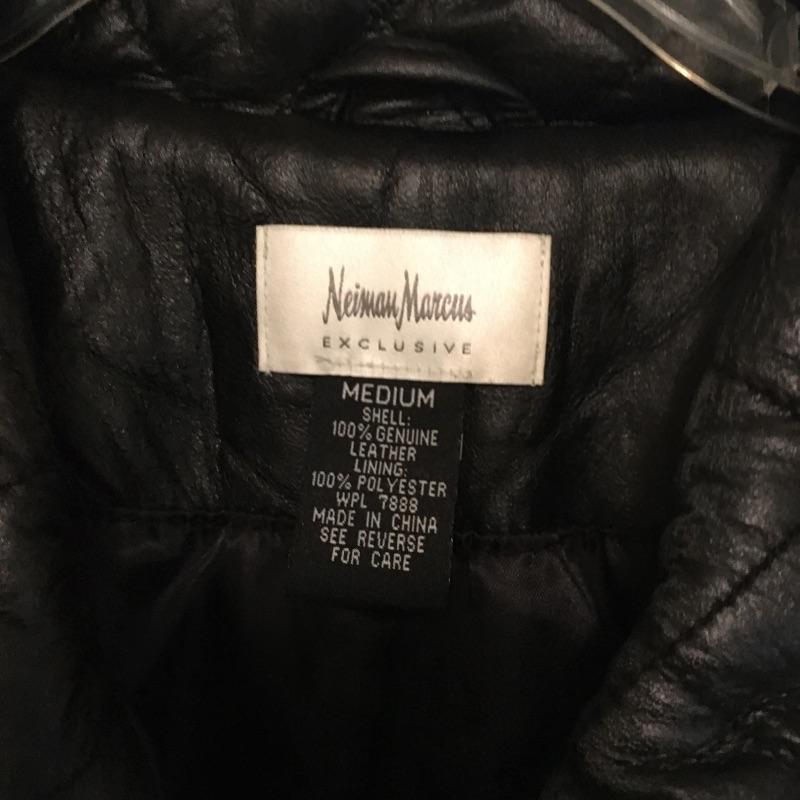 Neiman Marcus
EXCLUSIVE
MEDIUM
SHELL:
100% GENUINE
LEATHER
LINING:
100% POLYESTER
WPL 7888
MADE IN CHINA
SEE REVERSE
FOR CARE